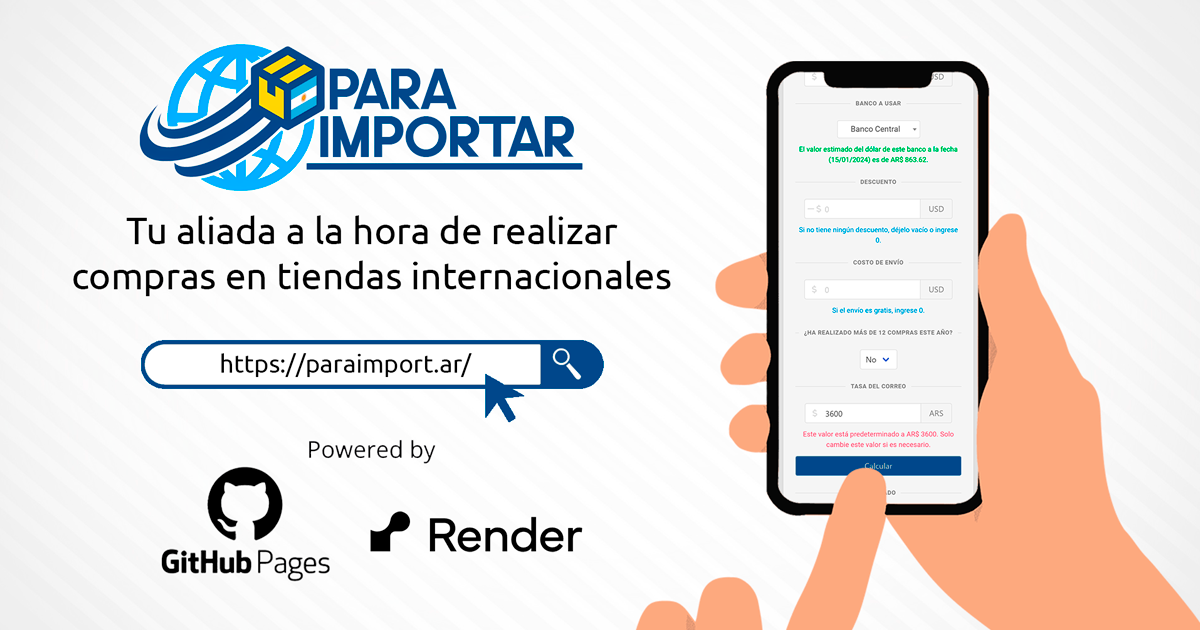 PARA
IMPORTAR
Tu aliada a la hora de realizar
compras en tiendas internacionales
https://paraimport.ar/
Powered by
GitHub Pages
Render
$ USD
BANCO A USAR
Banco Central
El valor estimado del dólar de este banco a la fecha
(15/01/2024) es de AR$ 863.62.
DESCUENTO
— $ 0 USD
Si no tiene ningún descuento, déjelo vacío o ingrese
0.
COSTO DE ENVÍO
$ 0 USD
Si el envío es gratis, ingrese 0.
¿HA REALIZADO MÁS DE 12 COMPRAS ESTE AÑO?
No
TASA DEL CORREO
$ 3600 ARS
Este valor está predeterminado a AR$ 3600. Solo
cambie este valor si es necesario.
Calcular